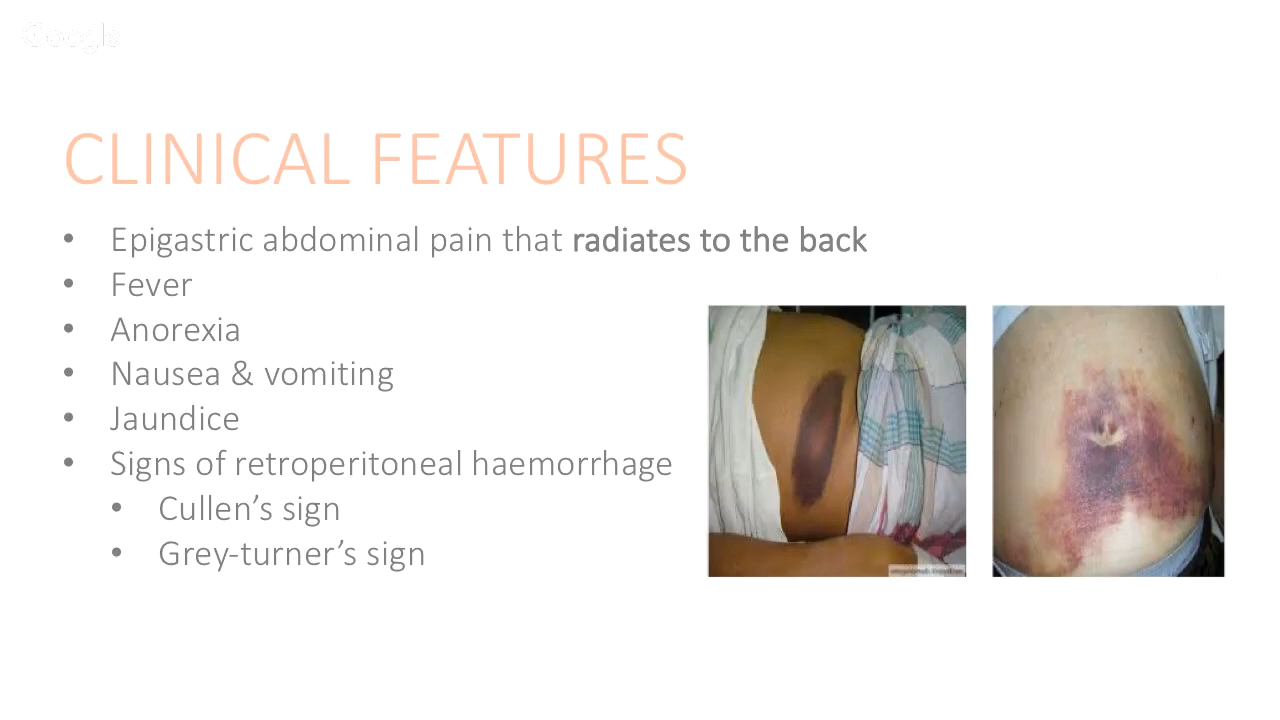 CLINICAL FEATURES
• Epigastric abdominal pain that radiates to the back
• Fever
• Anorexia
• Nausea & vomiting
• Jaundice
• Signs of retroperitoneal haemorrhage
• Cullen’s sign
• Grey-turner’s sign